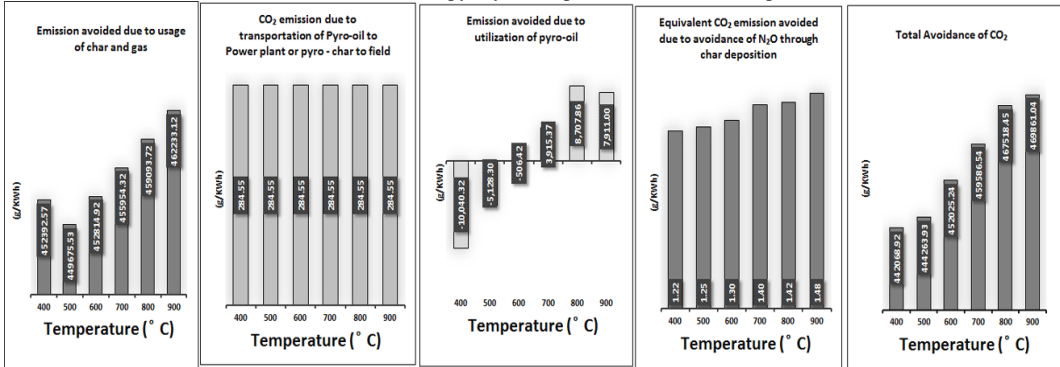 Emission avoided due to usage
of char and gas
(g/KWh)
452392.57
449675.53
452814.92
455954.32
459093.72
462233.12
400 500 600 700 800 900
Temperature (° C)
CO₂ emission due to
transportation of Pyro-oil to
Power plant or pyro - char to field
(g/KWh)
284.55
284.55
284.55
284.55
284.55
284.55
400 500 600 700 800 900
Temperature (° C)
Emission avoided due to
utilization of pyro-oil
(g/KWh)
-10,040.32
-5,128.30
-506.42
3,915.37
8,707.86
7,911.00
400 500 600 700 800 900
Temperature (° C)
Equivalent CO₂ emission avoided
due to avoidance of N₂O through
char deposition
(g/KWh)
1.22
1.25
1.30
1.40
1.42
1.48
400 500 600 700 800 900
Temperature (° C)
Total Avoidance of CO₂
(g/KWh)
442068.92
444263.93
452025.24
459586.54
467518.45
469861.04
400 500 600 700 800 900
Temperature (° C)